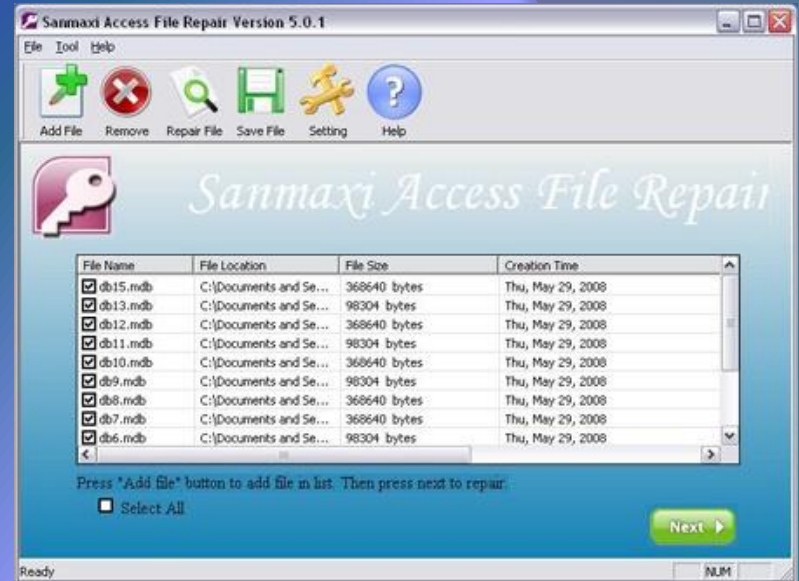 Sanmaxi Access File Repair Version 5.0.1
File Tool Help
Add File Remove Repair File Save File Setting Help
Sanmaxi Access File Repair
File Name File Location File Size Creation Time
db15.mdb C:\Documents and Se... 368640 bytes Thu, May 29, 2008
db13.mdb C:\Documents and Se... 98304 bytes Thu, May 29, 2008
db12.mdb C:\Documents and Se... 368640 bytes Thu, May 29, 2008
db11.mdb C:\Documents and Se... 98304 bytes Thu, May 29, 2008
db10.mdb C:\Documents and Se... 368640 bytes Thu, May 29, 2008
db9.mdb C:\Documents and Se... 98304 bytes Thu, May 29, 2008
db8.mdb C:\Documents and Se... 368640 bytes Thu, May 29, 2008
db7.mdb C:\Documents and Se... 368640 bytes Thu, May 29, 2008
db6.mdb C:\Documents and Se... 98304 bytes Thu, May 29, 2008
Press "Add file" button to add file in list. Then press next to repair.
Select All
Next
Ready NUM